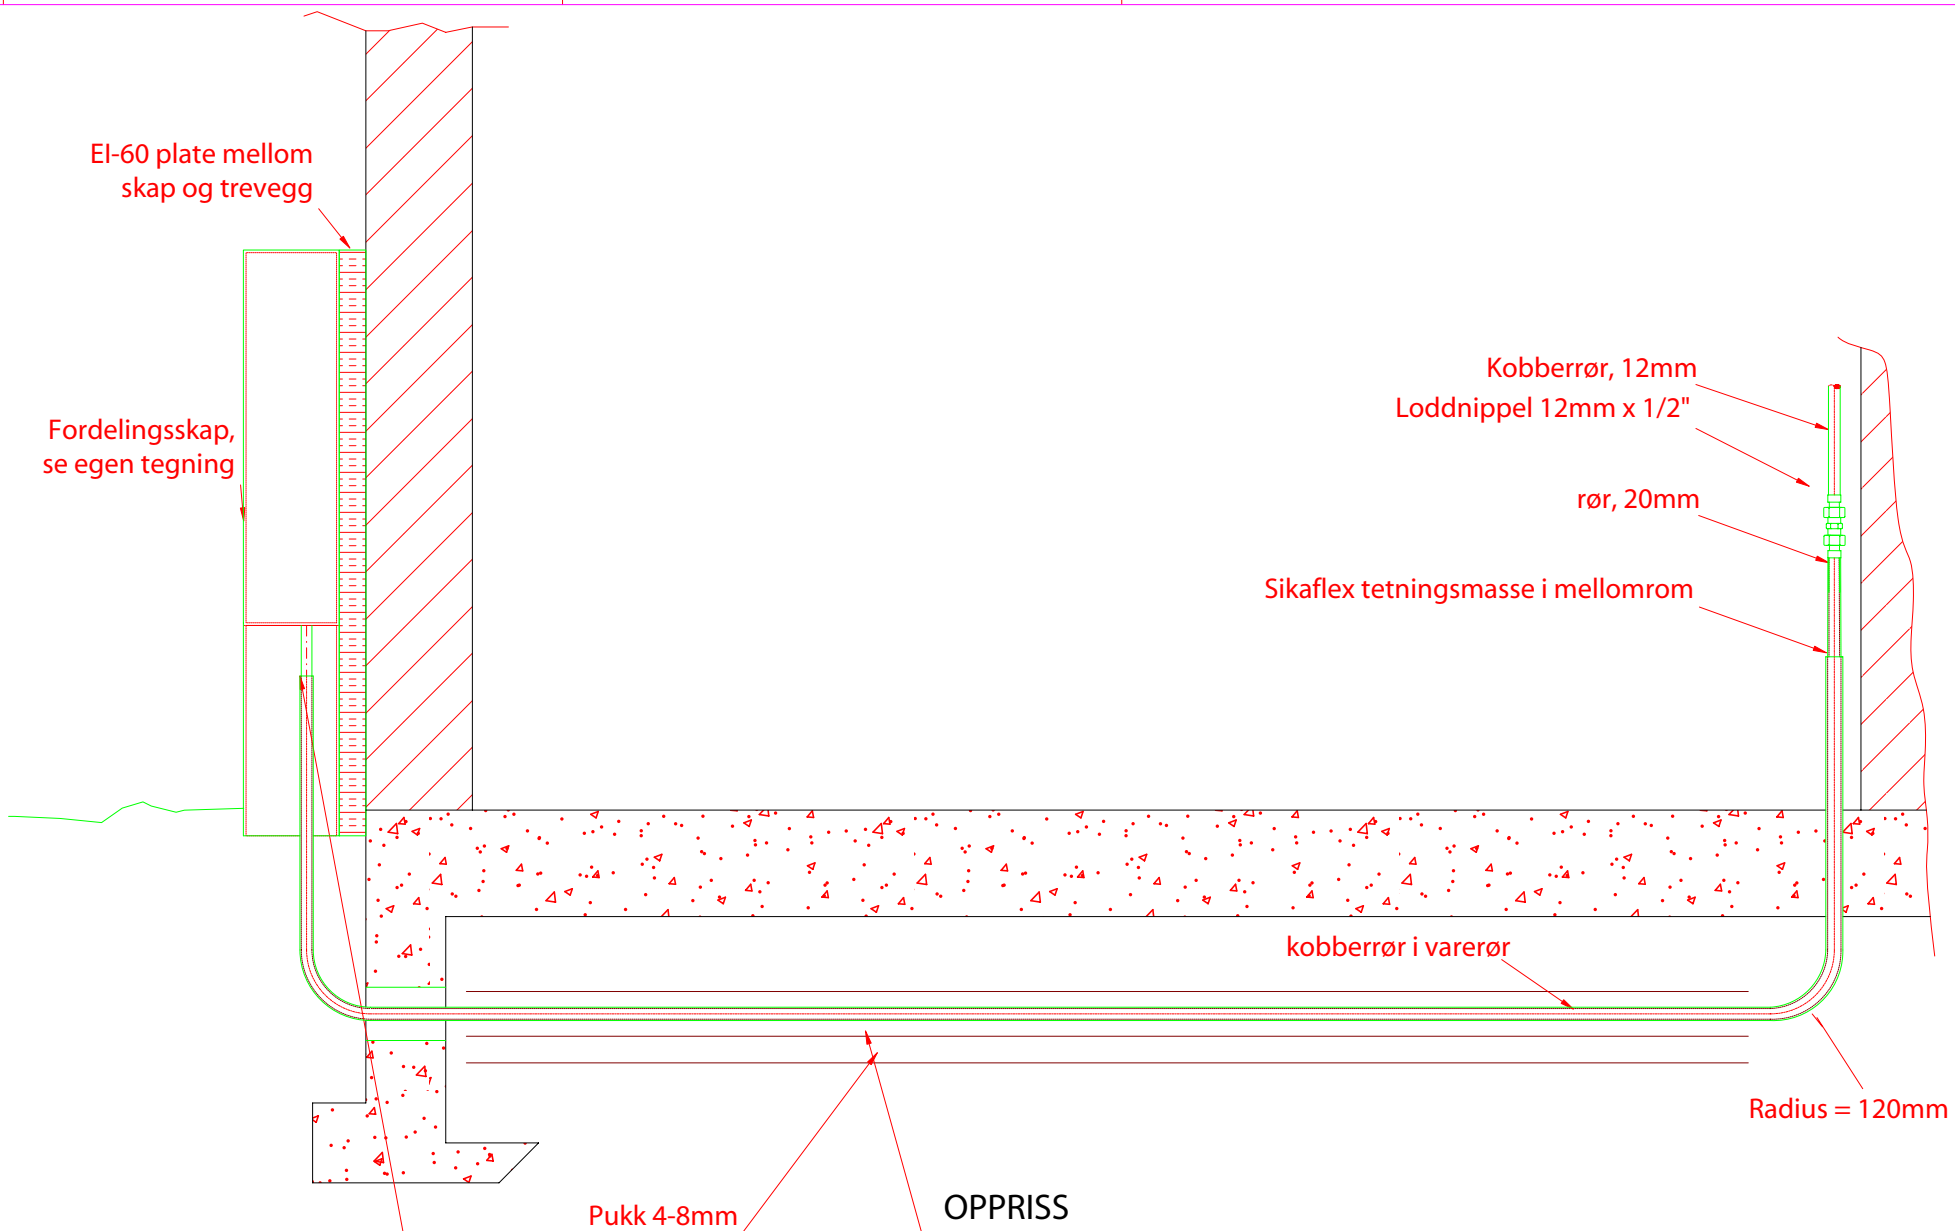 EI-60 plate mellom
skap og trevegg
Fordelingsskap,
se egen tegning
Kobberrør, 12mm
Loddnippel 12mm x 1/2"
rør, 20mm
Sikaflex tetningsmasse i mellomrom
kobberrør i varerør
Radius = 120mm
Pukk 4-8mm
OPPRISS